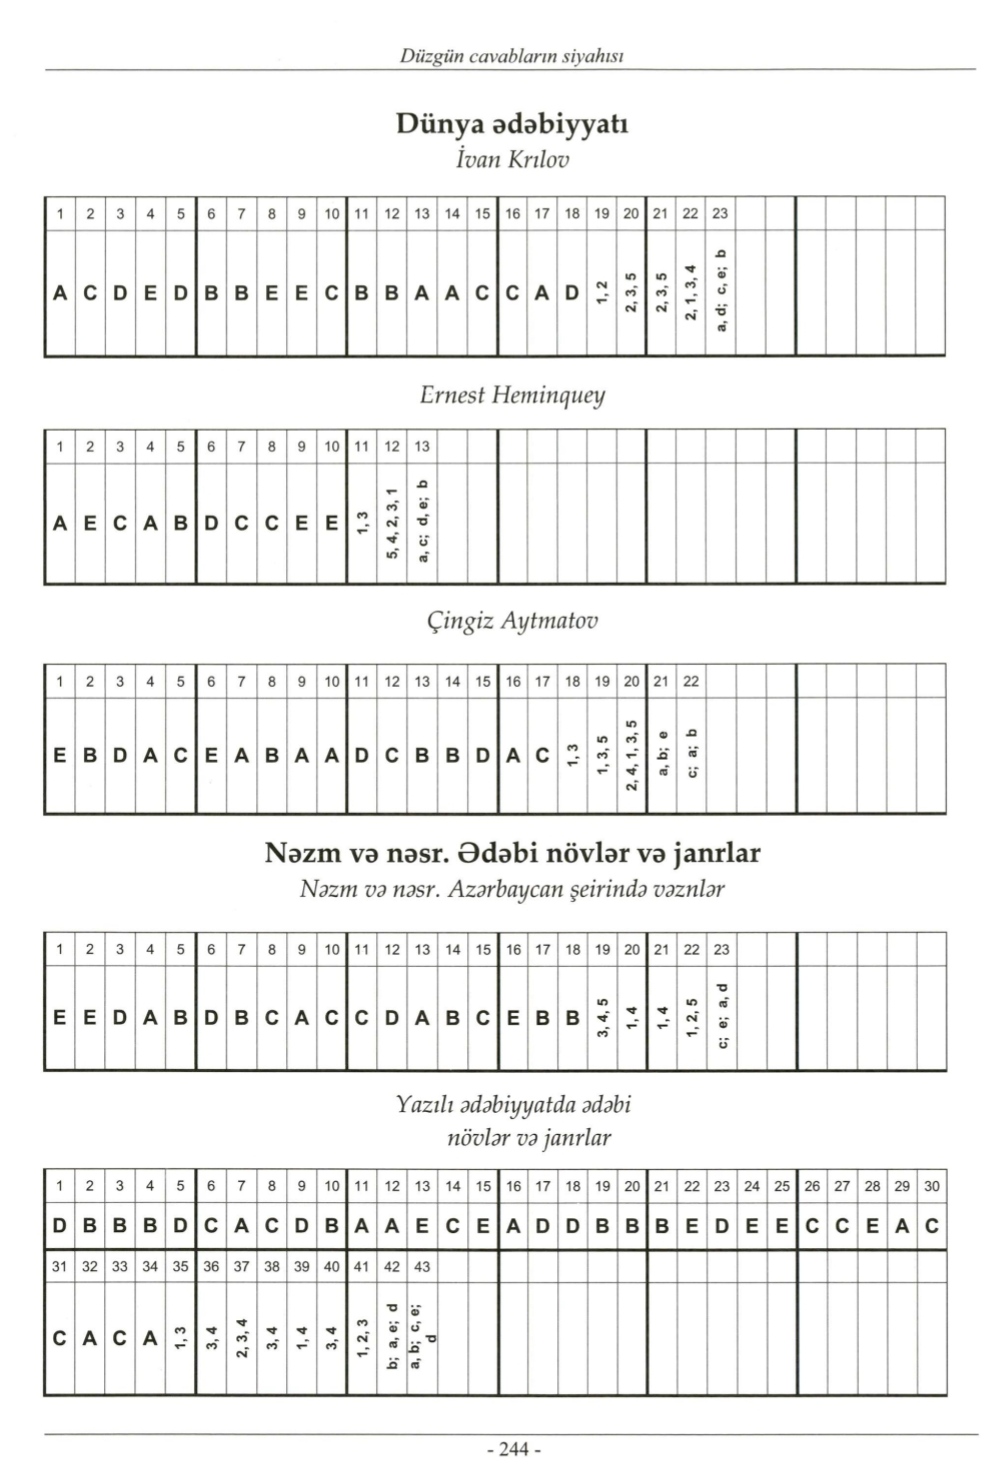 Düzgün cavabların siyahısı
Dünya ədəbiyyatı
İvan Krılov
1 2 3 4 5 6 7 8 9 10 11 12 13 14 15 16 17 18 19 20 21 22 23
A C D E D B B E E C B B A A C C A D 1, 2 2, 3, 5 2, 3, 5 2, 1, 3, 4 a, d; c, e; b
Ernest Heminquey
1 2 3 4 5 6 7 8 9 10 11 12 13
A E C A B D C C E E 1, 3 5, 4, 2, 3, 1 a, c; d, e; b
Çingiz Aytmatov
1 2 3 4 5 6 7 8 9 10 11 12 13 14 15 16 17 18 19 20 21 22
E B D A C E A B A A D C B B D A C 1, 3 1, 3, 5 2, 4, 1, 3, 5 a, b; e c; a; b
Nəzm və nəsr. Ədəbi növlər və janrlar
Nəzm və nəsr. Azərbaycan şeirində vəznlər
1 2 3 4 5 6 7 8 9 10 11 12 13 14 15 16 17 18 19 20 21 22 23
E E D A B D B C A C C D A B C E B B 3, 4, 5 1, 4 1, 4 1, 2, 5 c; e; a, d
Yazılı ədəbiyyatda ədəbi
növlər və janrlar
1 2 3 4 5 6 7 8 9 10 11 12 13 14 15 16 17 18 19 20 21 22 23 24 25 26 27 28 29 30
D B B B D C A C D B A A E C E A D D B B B E D E E C C E A C
31 32 33 34 35 36 37 38 39 40 41 42 43
C A C A 1, 3 3, 4 2, 3, 4 3, 4 1, 4 3, 4 1, 2, 3 b; a, e; d a, b; c, e; d
- 244 -